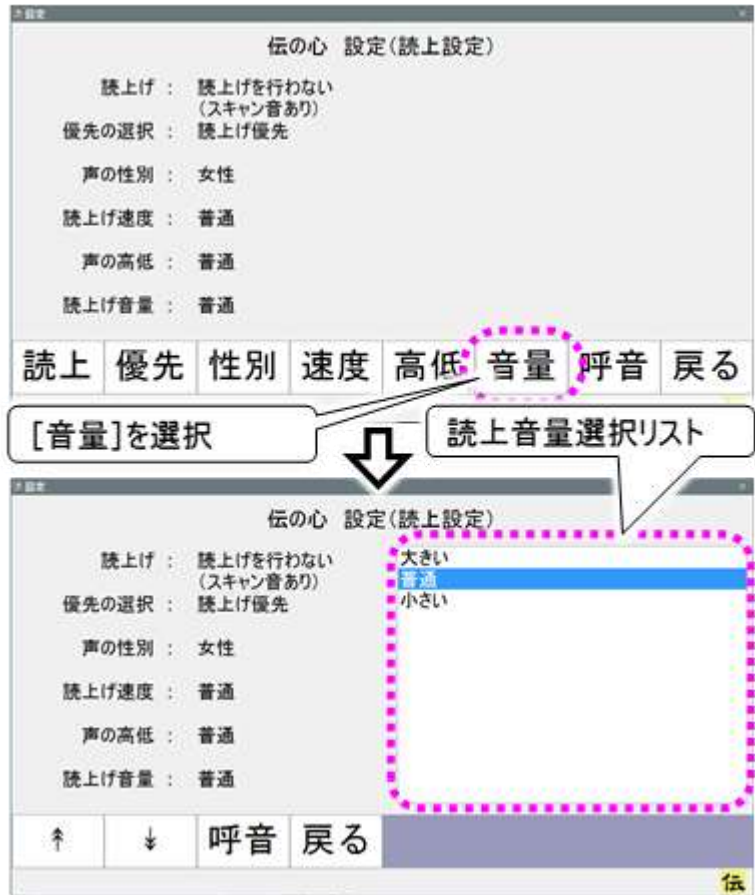 設定
伝の心 設定(読上設定)
読上げ : 読上げを行わない
(スキャン音あり)
優先の選択 : 読上げ優先
声の性別 : 女性
読上げ速度 : 普通
声の高低 : 普通
読上げ音量 : 普通
読上 優先 性別 速度 高低 音量 呼音 戻る
[音量]を選択
読上音量選択リスト
設定
伝の心 設定(読上設定)
読上げ : 読上げを行わない
(スキャン音あり)
優先の選択 : 読上げ優先
声の性別 : 女性
読上げ速度 : 普通
声の高低 : 普通
読上げ音量 : 普通
大きい
普通
小さい
↟ ↡ 呼音 戻る
伝